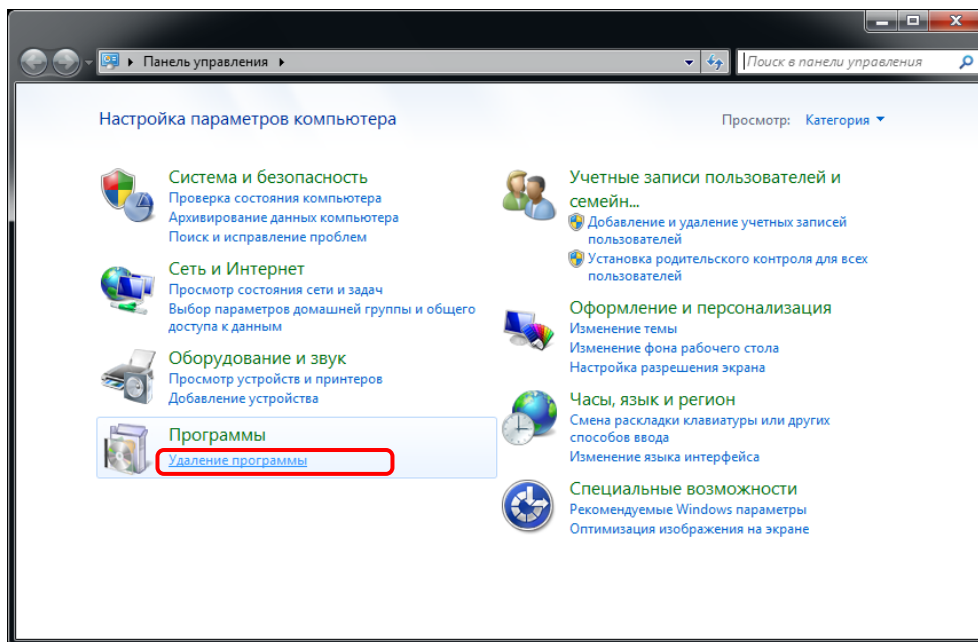 Панель управления
Поиск в панели управления
Настройка параметров компьютера
Просмотр: Категория
Система и безопасность
Проверка состояния компьютера
Архивирование данных компьютера
Поиск и исправление проблем
Сеть и Интернет
Просмотр состояния сети и задач
Выбор параметров домашней группы и общего
доступа к данным
Оборудование и звук
Просмотр устройств и принтеров
Добавление устройства
Программы
Удаление программы
Учетные записи пользователей и
семейн...
Добавление и удаление учетных записей
пользователей
Установка родительского контроля для всех
пользователей
Оформление и персонализация
Изменение темы
Изменение фона рабочего стола
Настройка разрешения экрана
Часы, язык и регион
Смена раскладки клавиатуры или других
способов ввода
Изменение языка интерфейса
Специальные возможности
Рекомендуемые Windows параметры
Оптимизация изображения на экране